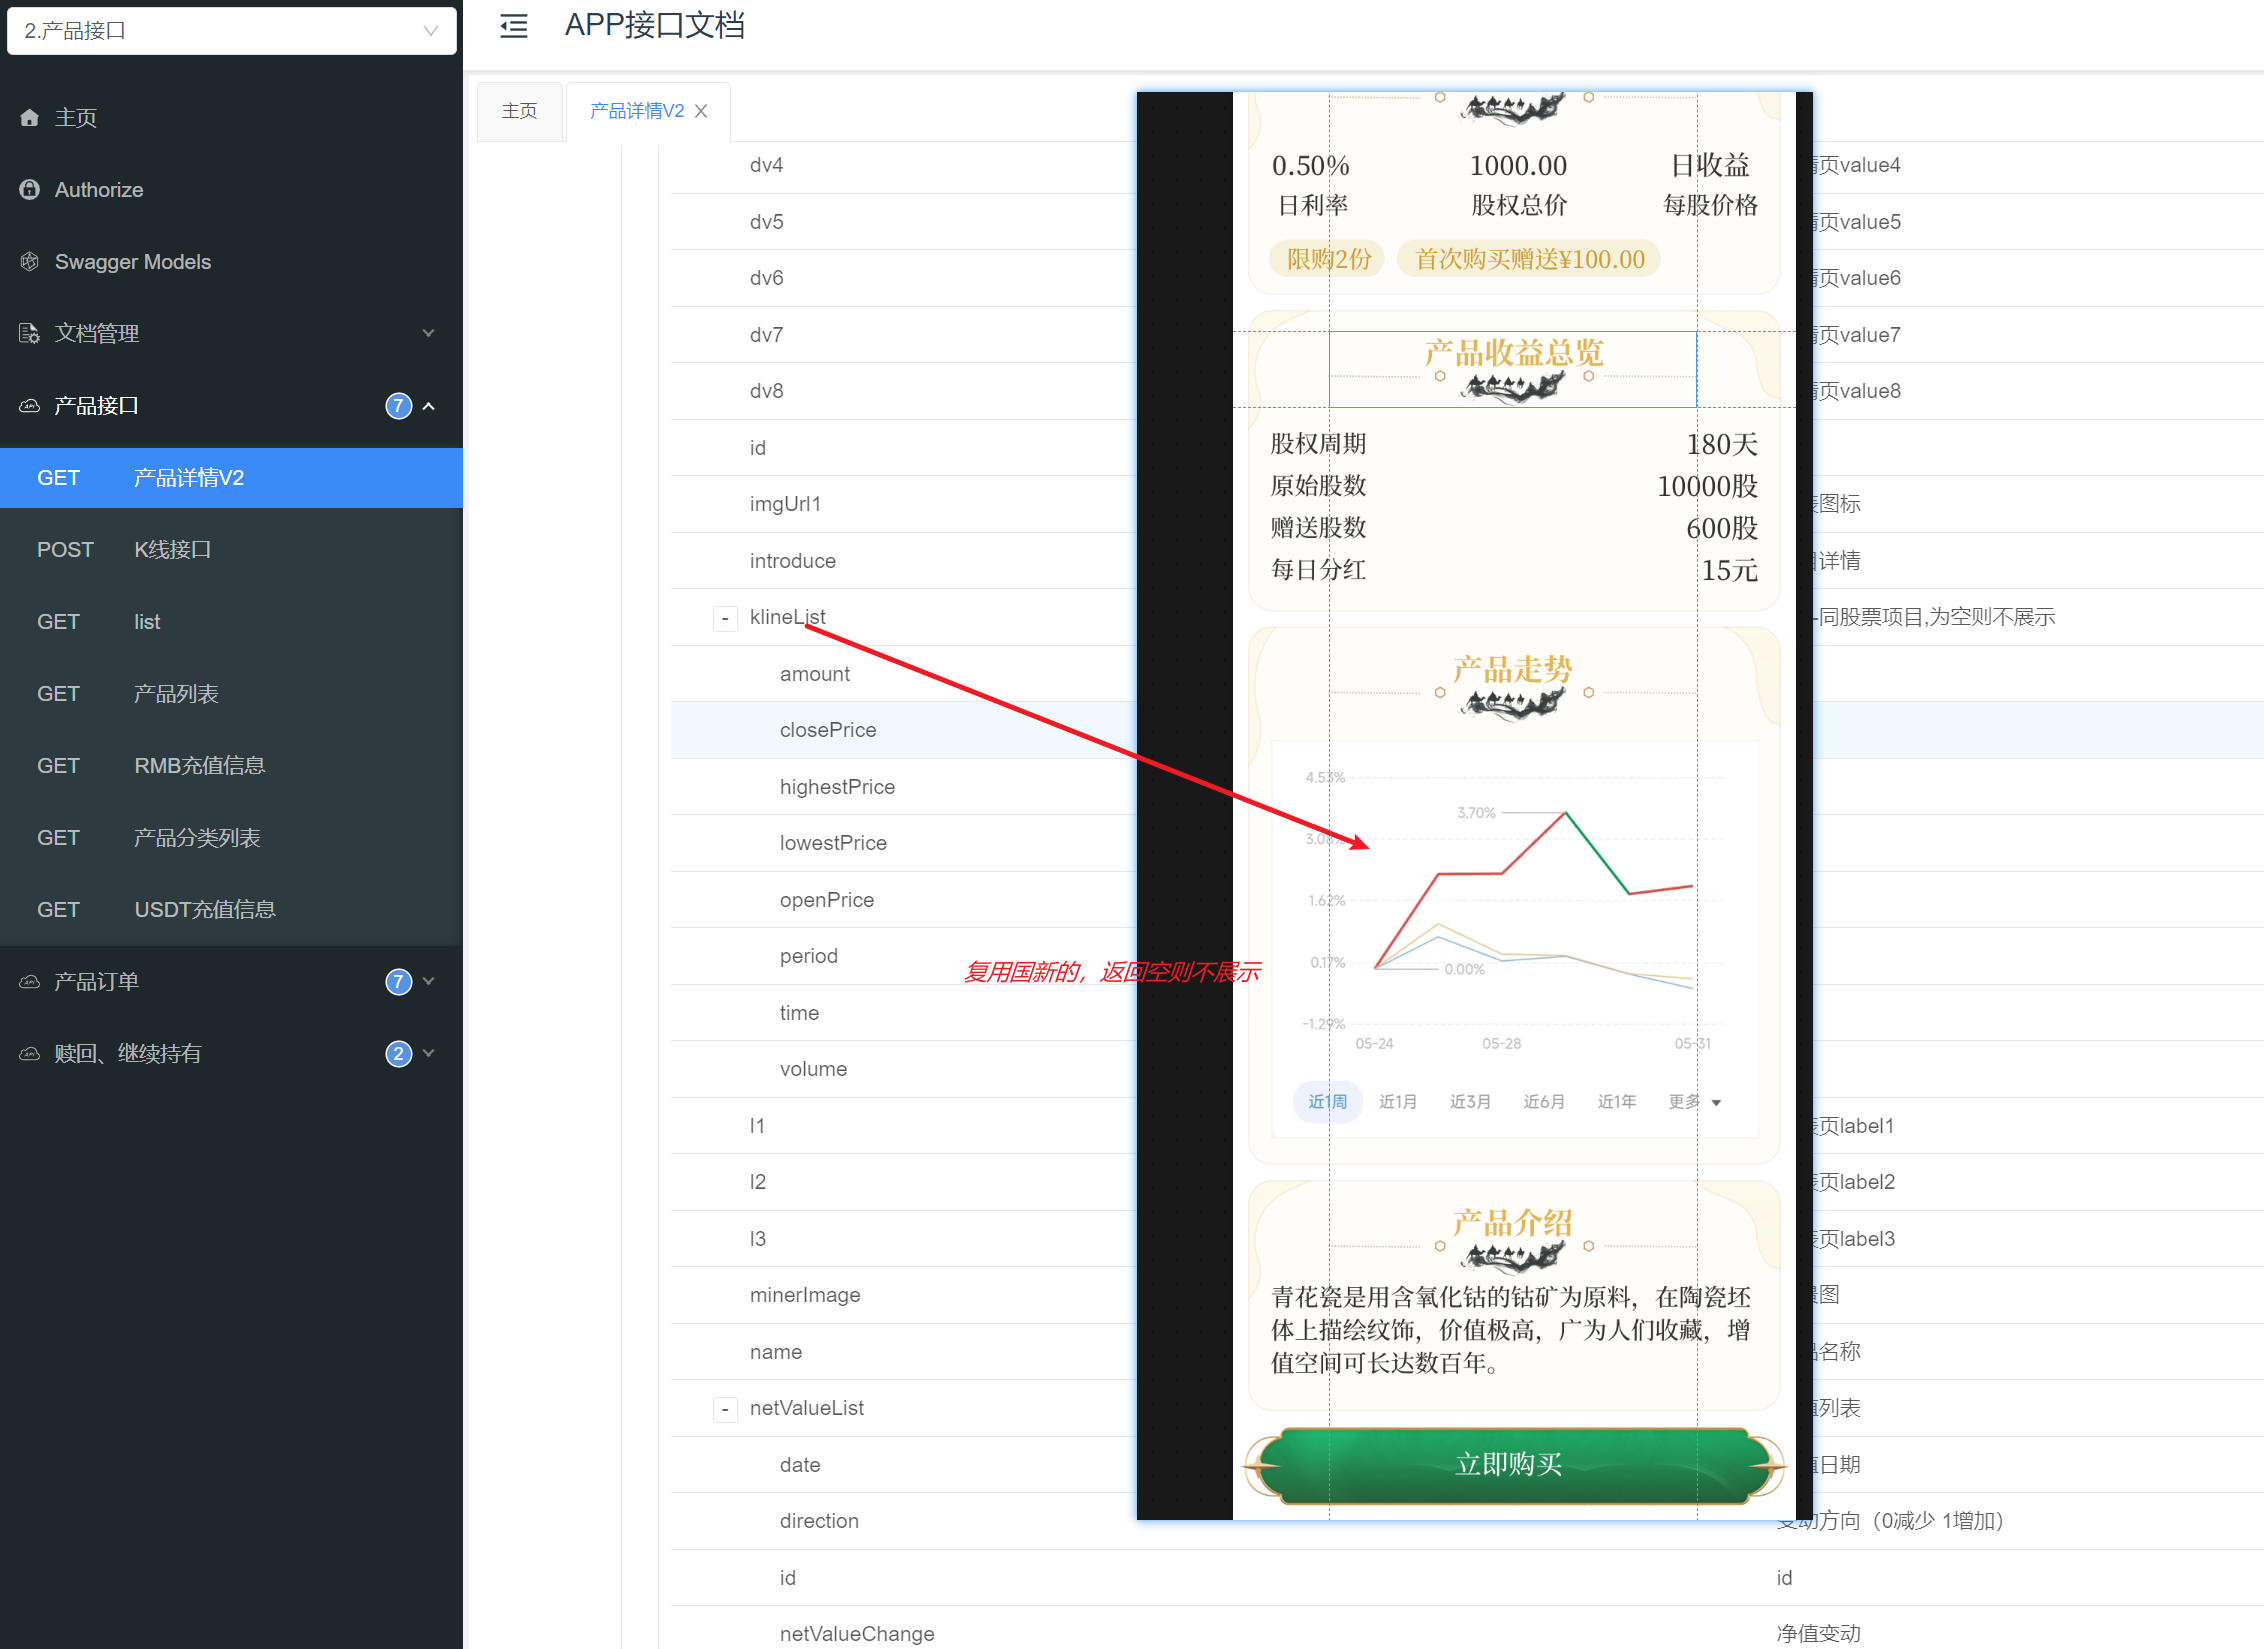 2.产品接口
APP接口文档
主页
产品详情V2
主页
Authorize
Swagger Models
文档管理
产品接口
7
GET 产品详情V2
POST K线接口
GET list
GET 产品列表
GET RMB充值信息
GET 产品分类列表
GET USDT充值信息
产品订单
7
赎回、继续持有
2
dv4
页value4
dv5
页value5
dv6
页value6
dv7
页value7
dv8
页value8
id
imgUrl1
图标
introduce
详情
- klineList
同股票项目,为空则不展示
amount
closePrice
highestPrice
lowestPrice
openPrice
period
time
volume
l1
页label1
l2
页label2
l3
页label3
minerImage
图
name
名称
- netValueList
列表
date
日期
direction
变动方向（0减少 1增加）
id
id
netValueChange
净值变动
复用国新的，返回空则不展示
0.50% 1000.00 日收益
日利率 股权总价 每股价格
限购2份 首次购买赠送¥100.00
产品收益总览
股权周期 180天
原始股数 10000股
赠送股数 600股
每日分红 15元
产品走势
4.53%
3.70%
1.62%
0.17%
0.00%
-1.29%
05-24 05-28 05-31
近1周 近1月 近3月 近6月 近1年 更多
产品介绍
青花瓷是用含氧化钴的钴矿为原料，在陶瓷坯
体上描绘纹饰，价值极高，广为人们收藏，增
值空间可长达数百年。
立即购买